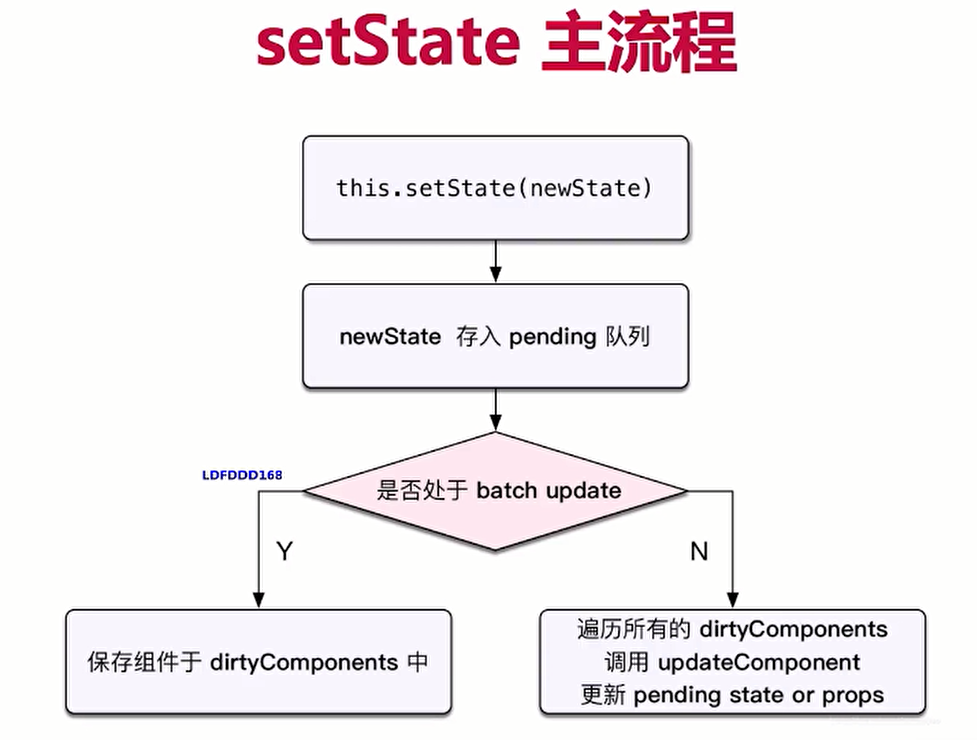 setState 主流程
this.setState(newState)
newState 存入 pending 队列
LDFDDD168
是否处于 batch update
Y
N
保存组件于 dirtyComponents 中
遍历所有的 dirtyComponents
调用 updateComponent
更新 pending state or props